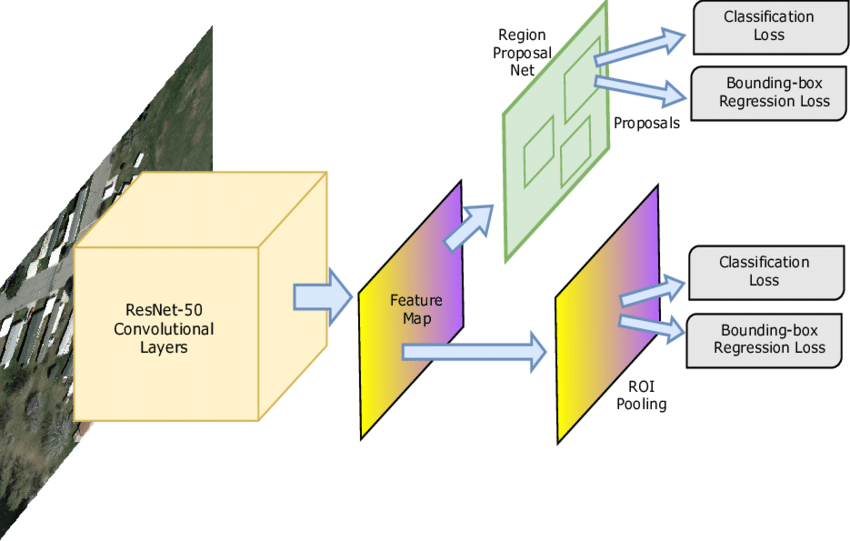 Classification
Loss
Region
Proposal
Net
Bounding-box
Regression Loss
Proposals
ResNet-50
Convolutional
Layers
Feature
Map
Classification
Loss
Bounding-box
Regression Loss
ROI
Pooling